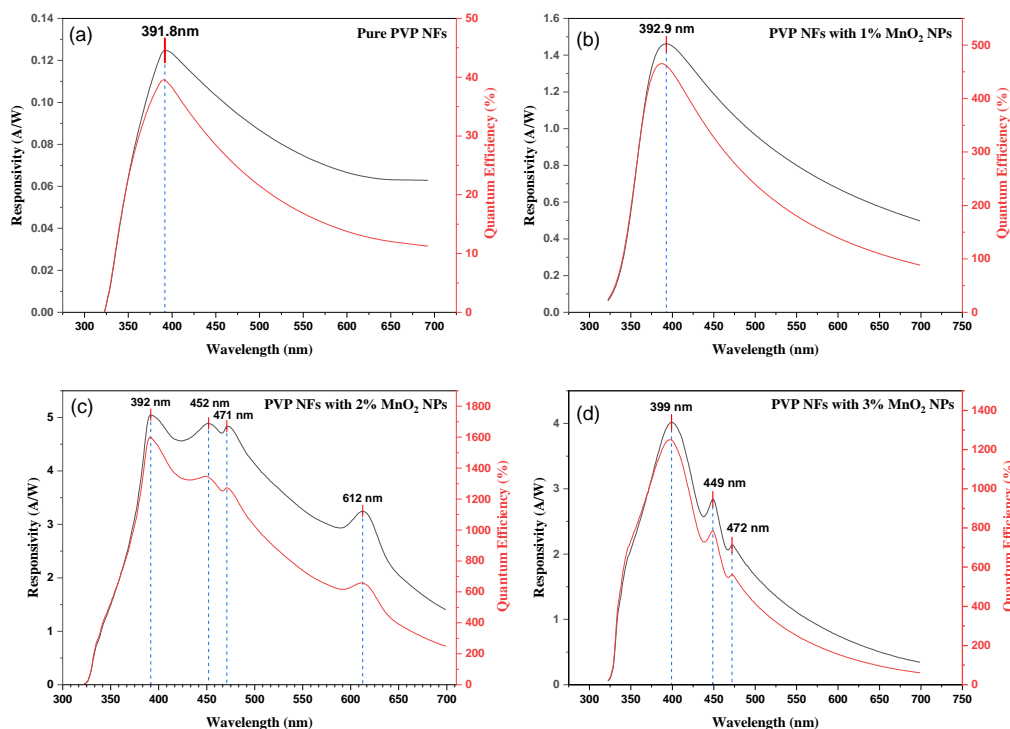 (a)
391.8nm
Pure PVP NFs
Responsivity (A/W)
0.14
0.12
0.10
0.08
0.06
0.04
0.02
0.00
50
40
30
20
10
0
Quantum Efficiency (%)
300 350 400 450 500 550 600 650 700
Wavelength (nm)
(b)
392.9 nm
PVP NFs with 1% MnO₂ NPs
Responsivity (A/W)
1.6
1.4
1.2
1.0
0.8
0.6
0.4
0.2
0.0
500
400
300
200
100
0
Quantum Efficiency (%)
300 350 400 450 500 550 600 650 700 750
Wavelength (nm)
(c)
392 nm
452 nm
471 nm
612 nm
PVP NFs with 2% MnO₂ NPs
Responsivity (A/W)
5
4
3
2
1
0
1800
1600
1400
1200
1000
800
600
400
200
0
Quantum Efficiency (%)
300 350 400 450 500 550 600 650 700
Wavelength (nm)
(d)
399 nm
449 nm
472 nm
PVP NFs with 3% MnO₂ NPs
Responsivity (A/W)
4
3
2
1
0
1400
1200
1000
800
600
400
200
0
Quantum Efficiency (%)
300 350 400 450 500 550 600 650 700 750
Wavelength (nm)